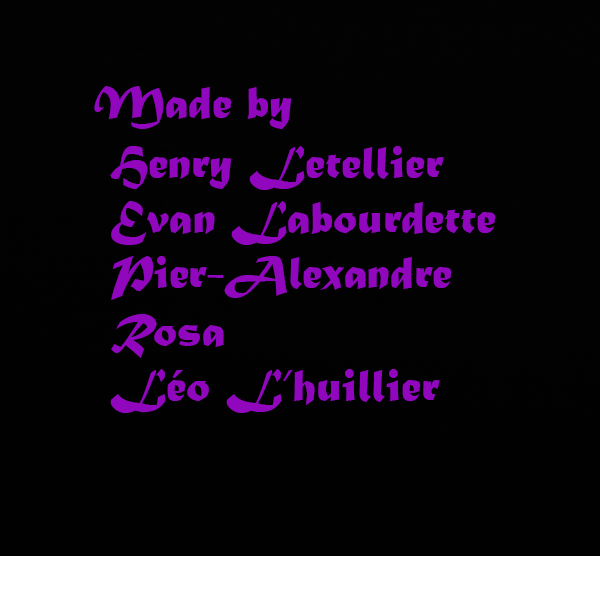 Made by
Henry Letellier
Evan Labourdette
Pier-Alexandre
Rosa
Léo L'huillier